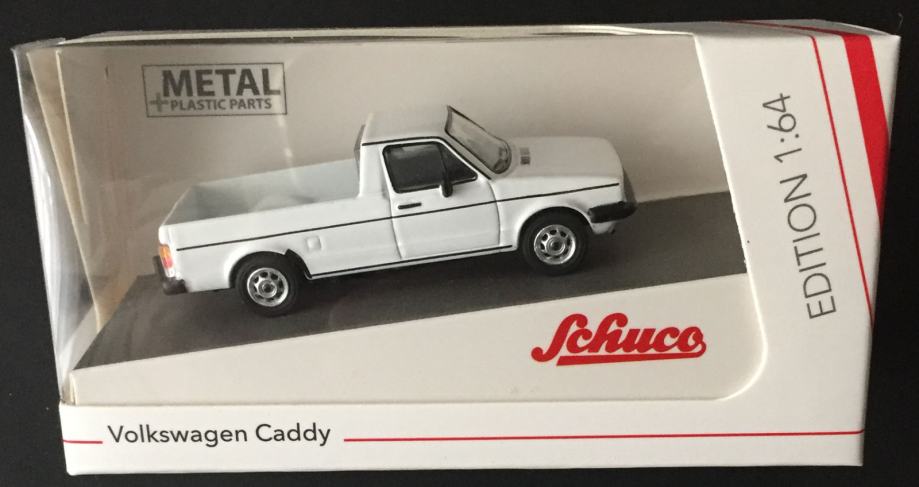 METAL
+PLASTIC PARTS
EDITION 1:64
Schuco
Volkswagen Caddy